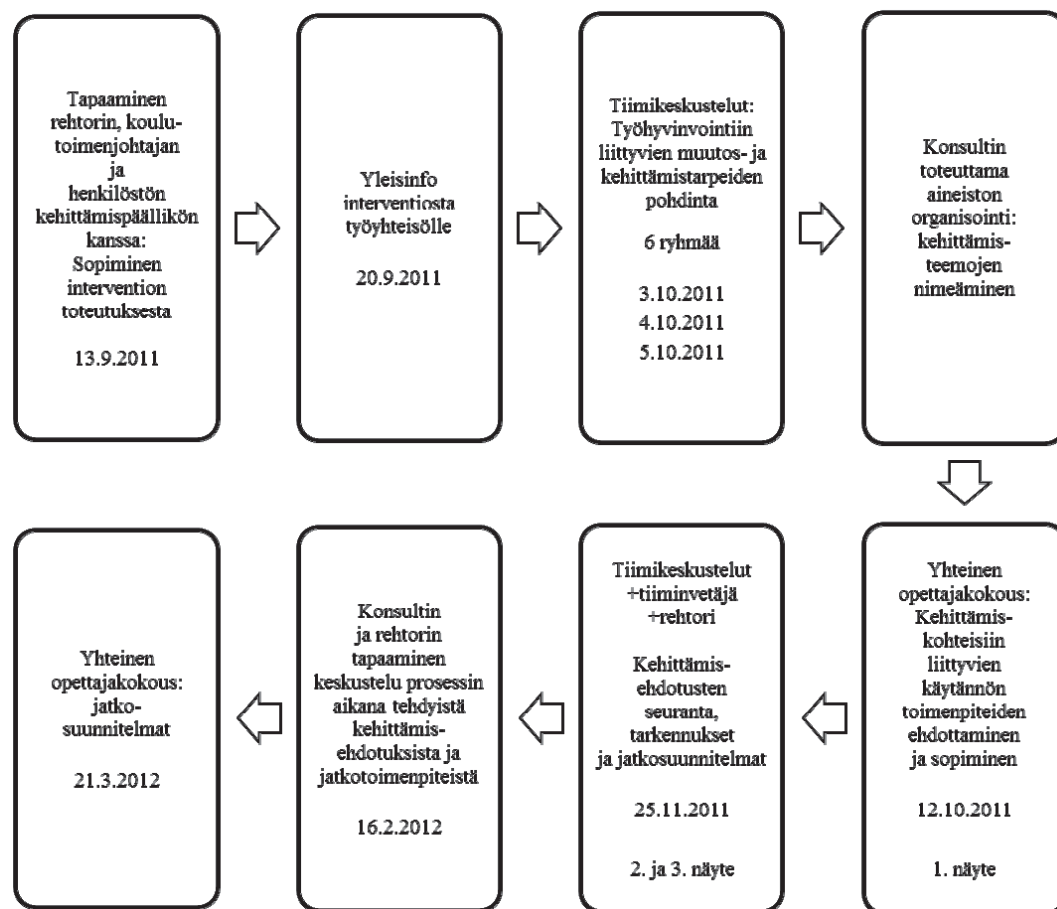 Tapaaminen
rehtorin, koulu-
toimenjohtajan
ja
henkilöstön
kehittämispäällikön
kanssa:
Sopiminen
intervention
toteutuksesta
13.9.2011
Yleisinfo
interventiosta
työyhteisölle
20.9.2011
Tiimikeskustelut:
Työhyvinvointiin
liittyvien muutos- ja
kehittämistarpeiden
pohdinta
6 ryhmää
3.10.2011
4.10.2011
5.10.2011
Konsultin
toteuttama
aineiston
organisointi:
kehittämis-
teemojen
nimeäminen
Yhteinen
opettajakokous:
Kehittämis-
kohteisiin
liittyvien
käytännön
toimenpiteiden
ehdottaminen
ja sopiminen
12.10.2011
1. näyte
Tiimikeskustelut
+tiiminvetäjä
+rehtori
Kehittämis-
ehdotusten
seuranta,
tarkennukset
ja jatkosuunnitelmat
25.11.2011
2. ja 3. näyte
Konsultin
ja rehtorin
tapaaminen
keskustelu prosessin
aikana tehdyistä
kehittämis-
ehdotuksista ja
jatkotoimenpiteistä
16.2.2012
Yhteinen
opettajakokous:
jatko-
suunnitelmat
21.3.2012